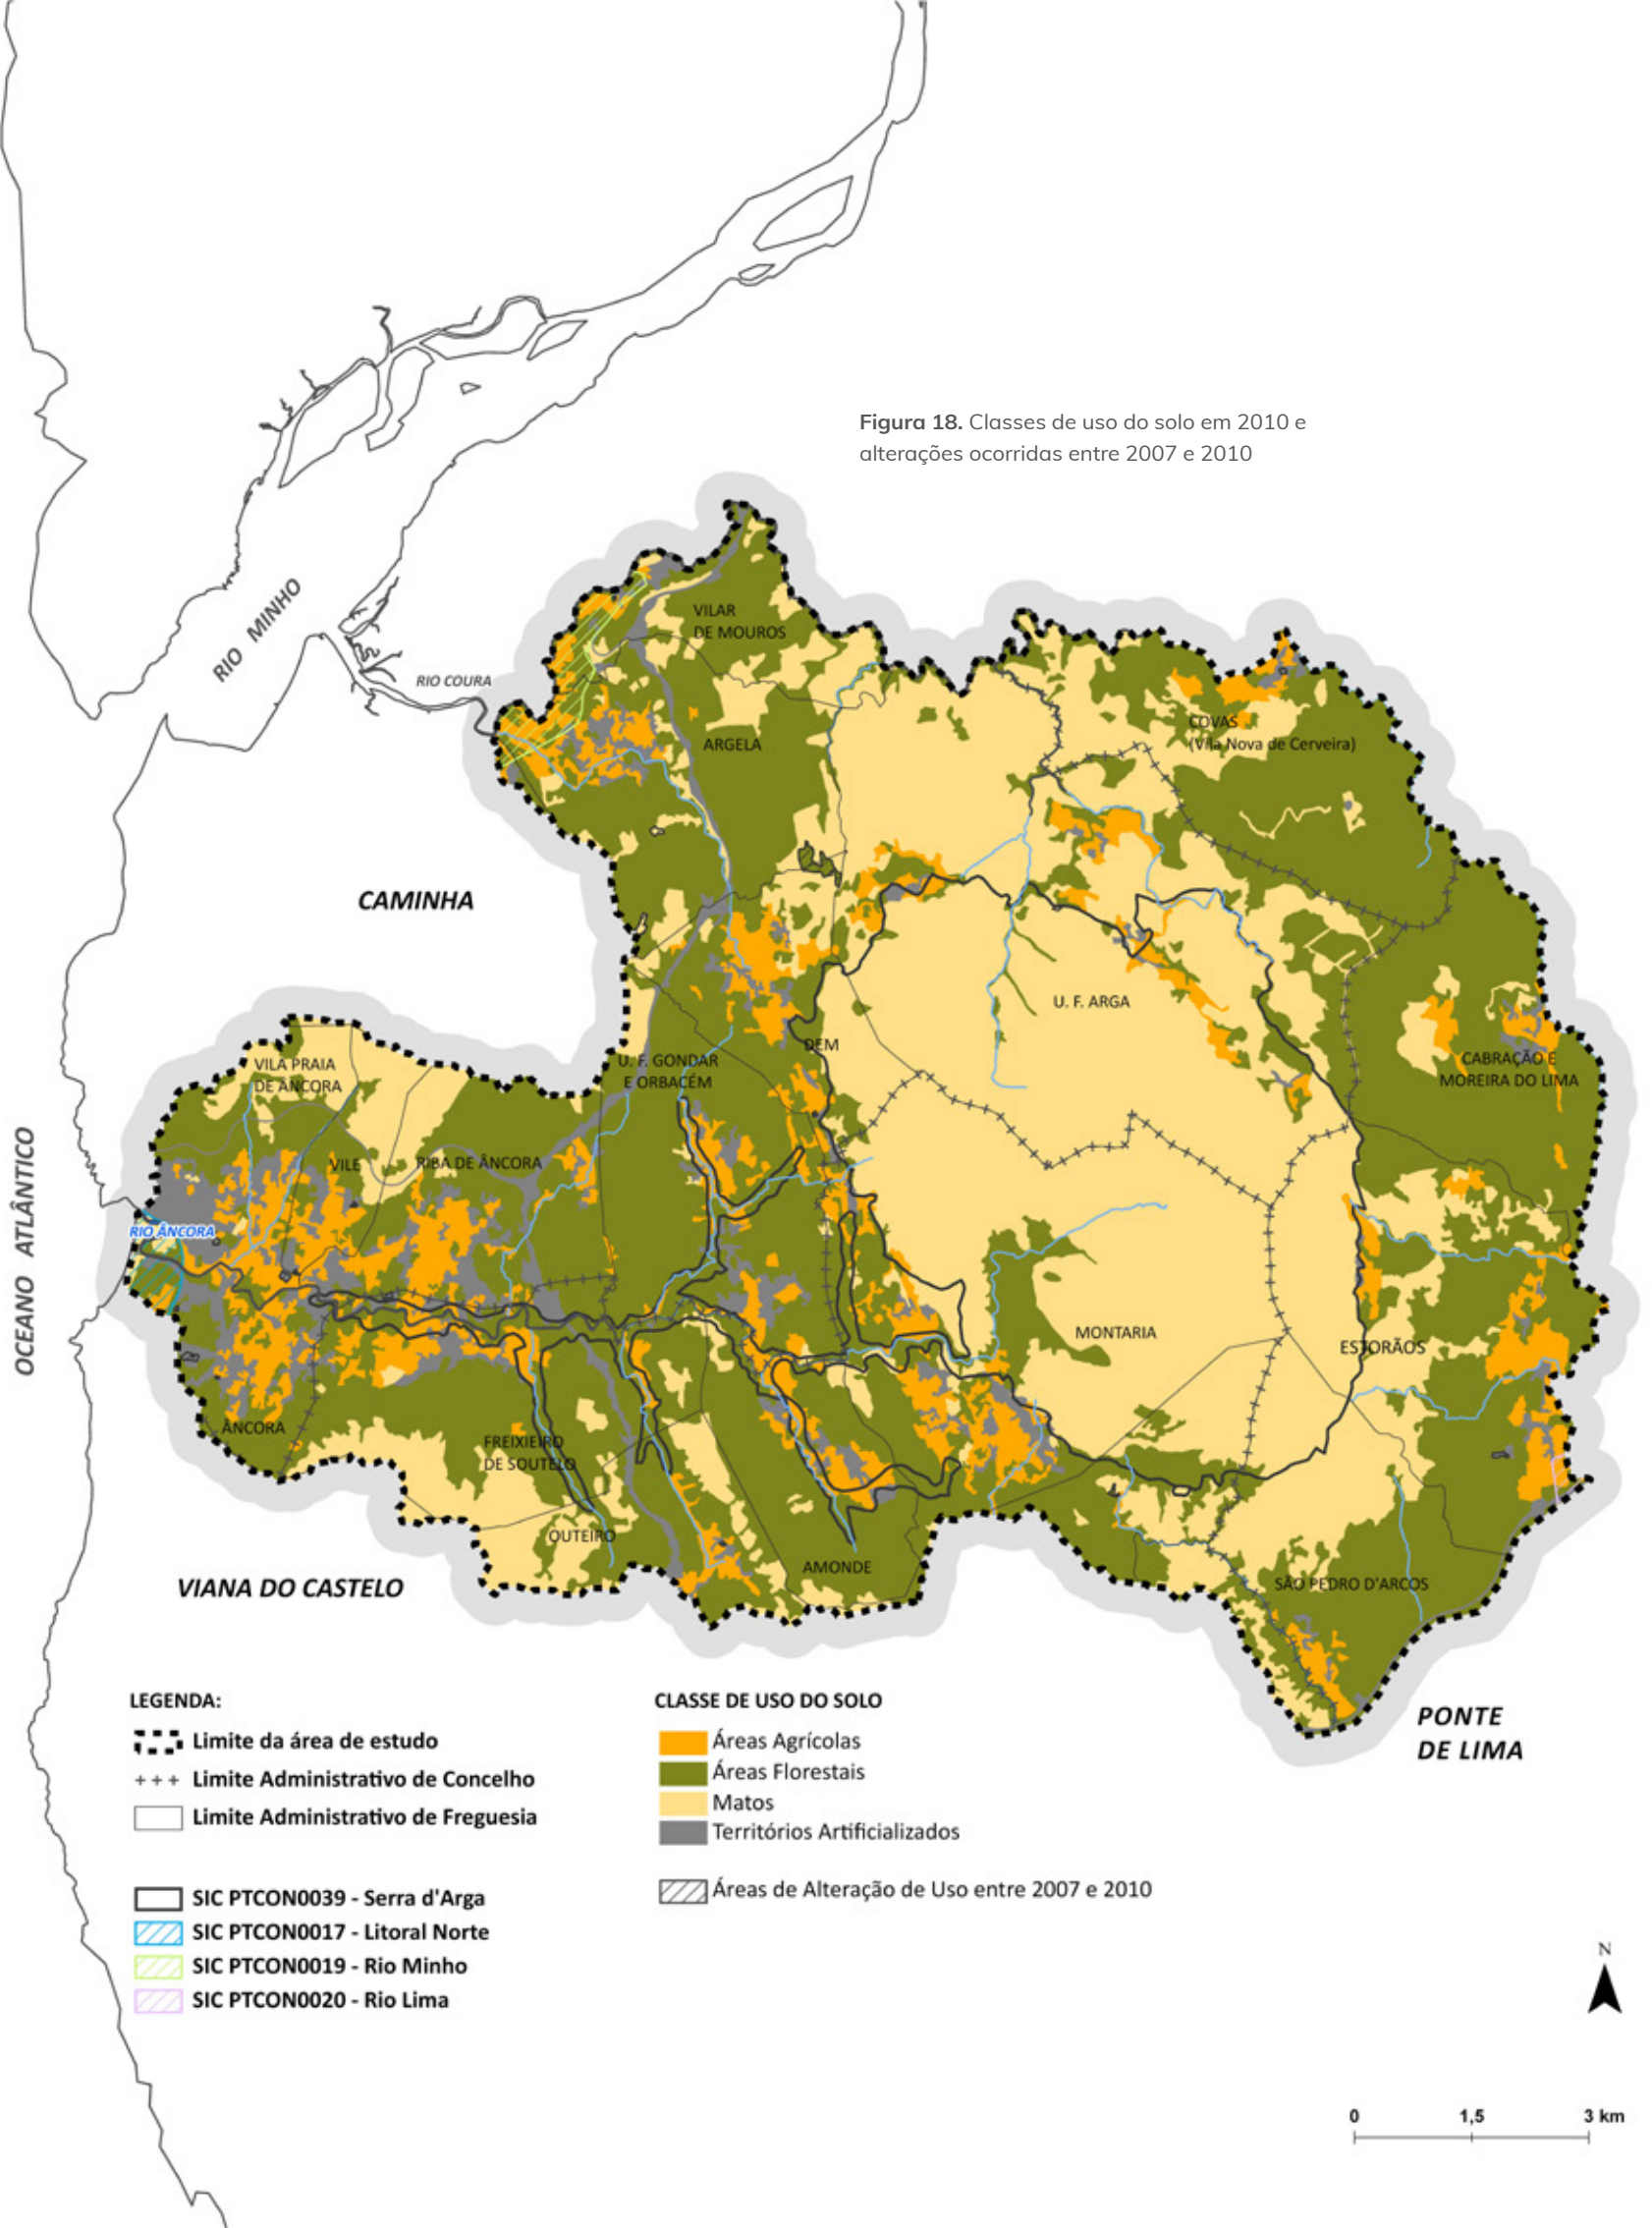 Figura 18. Classes de uso do solo em 2010 e
alterações ocorridas entre 2007 e 2010
RIO MINHO
RIO COURA
VILAR
DE MOUROS
COVAS
(Vila Nova de Cerveira)
ARGELA
CAMINHA
U. F. ARGA
DEM
U. F. GONDAR
E ORBACÉM
CABRAÇÃO E
MOREIRA DO LIMA
VILA PRAIA
DE ÂNCORA
VILE
RIBA DE ÂNCORA
RIO ÂNCORA
OCEANO ATLÂNTICO
MONTARIA
ESTORÃOS
ÂNCORA
FREIXIEIRO
DE SOUTELO
OUTEIRO
AMONDE
SÃO PEDRO D'ARCOS
VIANA DO CASTELO
PONTE
DE LIMA
LEGENDA:
Limite da área de estudo
Limite Administrativo de Concelho
Limite Administrativo de Freguesia
SIC PTCON0039 - Serra d'Arga
SIC PTCON0017 - Litoral Norte
SIC PTCON0019 - Rio Minho
SIC PTCON0020 - Rio Lima
CLASSE DE USO DO SOLO
Áreas Agrícolas
Áreas Florestais
Matos
Territórios Artificializados
Áreas de Alteração de Uso entre 2007 e 2010
N
0 1,5 3 km